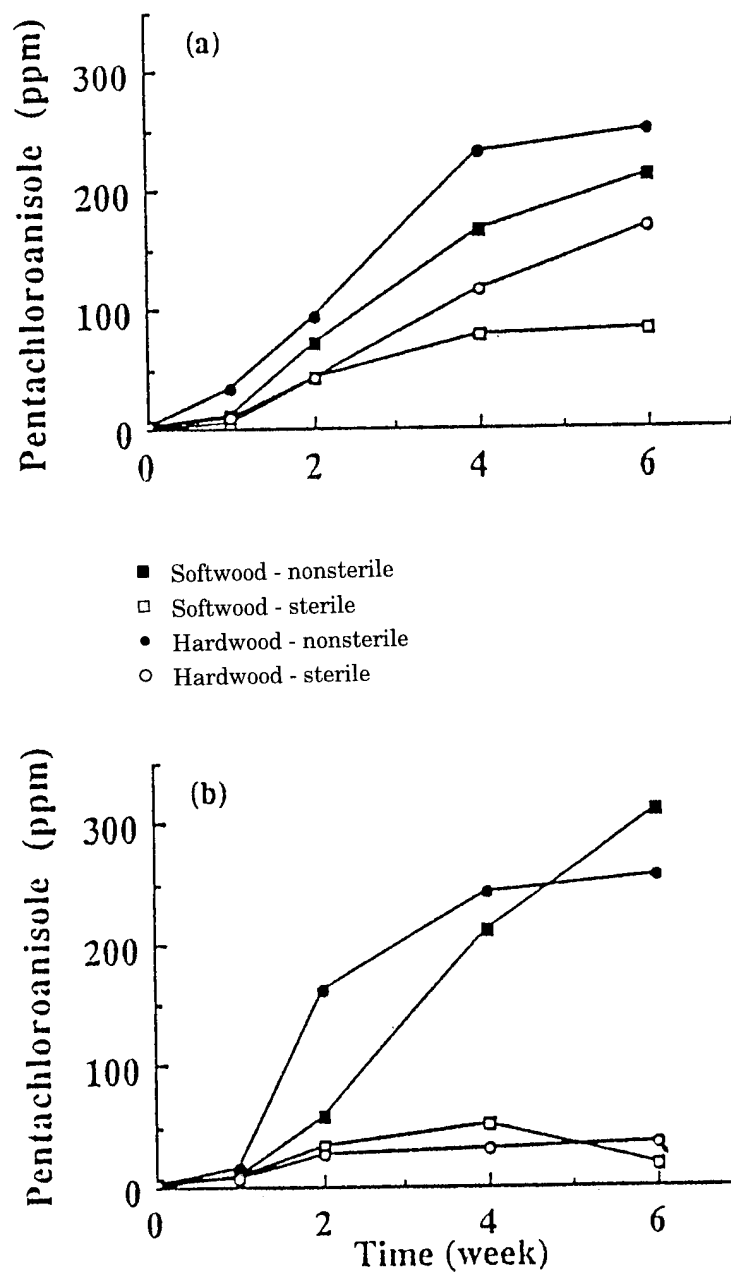 Pentachloroanisole (ppm)
(a)
300
200
100
0
0 2 4 6
Softwood - nonsterile
Softwood - sterile
Hardwood - nonsterile
Hardwood - sterile
Pentachloroanisole (ppm)
(b)
300
200
100
0
0 2 4 6
Time (week)